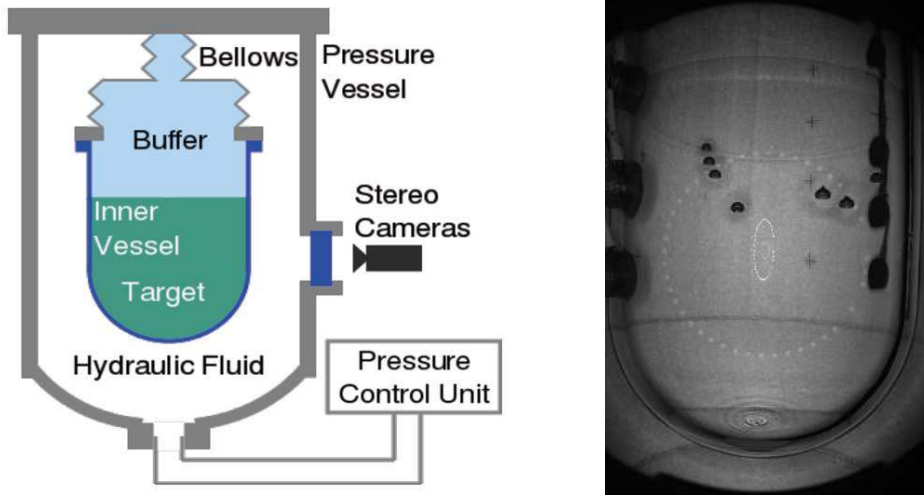 Bellows
Pressure
Vessel
Buffer
Stereo
Cameras
Inner
Vessel
Target
Hydraulic Fluid
Pressure
Control Unit